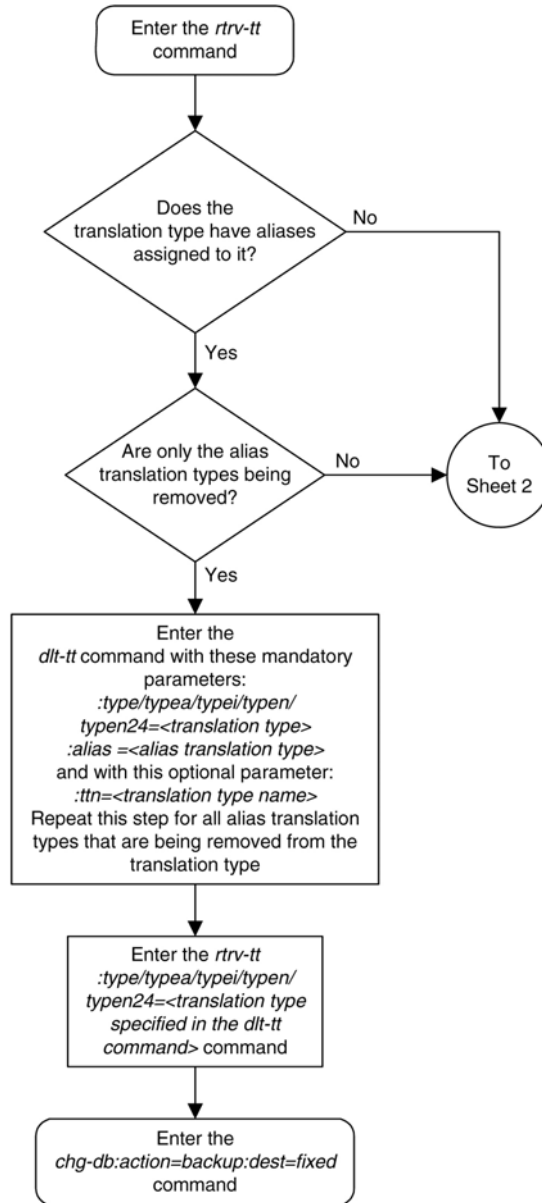 Enter the rtrv-tt
command
Does the
translation type have aliases
assigned to it?
No
Yes
Are only the alias
translation types being
removed?
No
To
Sheet 2
Yes
Enter the
dlt-tt command with these mandatory
parameters:
:type/typea/typei/typen/
typen24=<translation type>
:alias =<alias translation type>
and with this optional parameter:
:ttn=<translation type name>
Repeat this step for all alias translation
types that are being removed from the
translation type
Enter the rtrv-tt
:type/typea/typei/typen/
typen24=<translation type
specified in the dlt-tt
command> command
Enter the
chg-db:action=backup:dest=fixed
command